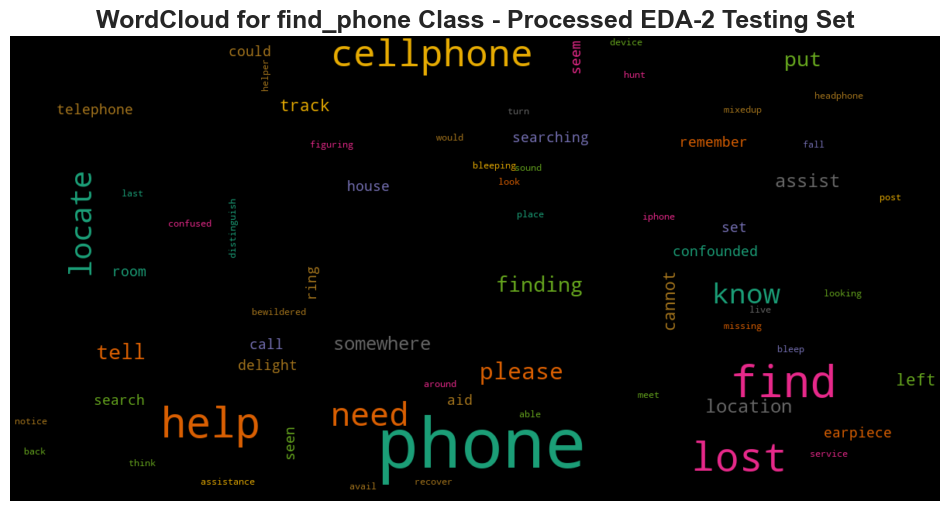 WordCloud for find_phone Class - Processed EDA-2 Testing Set
cellphone
could
helper
seem
device
hunt
put
telephone
track
turn
mixedup
headphone
figuring
would
searching
remember
fall
bleeping
sound
look
house
assist
post
locate
last
confused
distinguish
place
iphone
set
confounded
room
ring
finding
cannot
know
live
looking
missing
bewildered
call
delight
somewhere
bleep
tell
please
around
find
left
search
aid
meet
location
notice
help
need
phone
able
earpiece
back
think
seen
lost
service
assistance
avail
recover